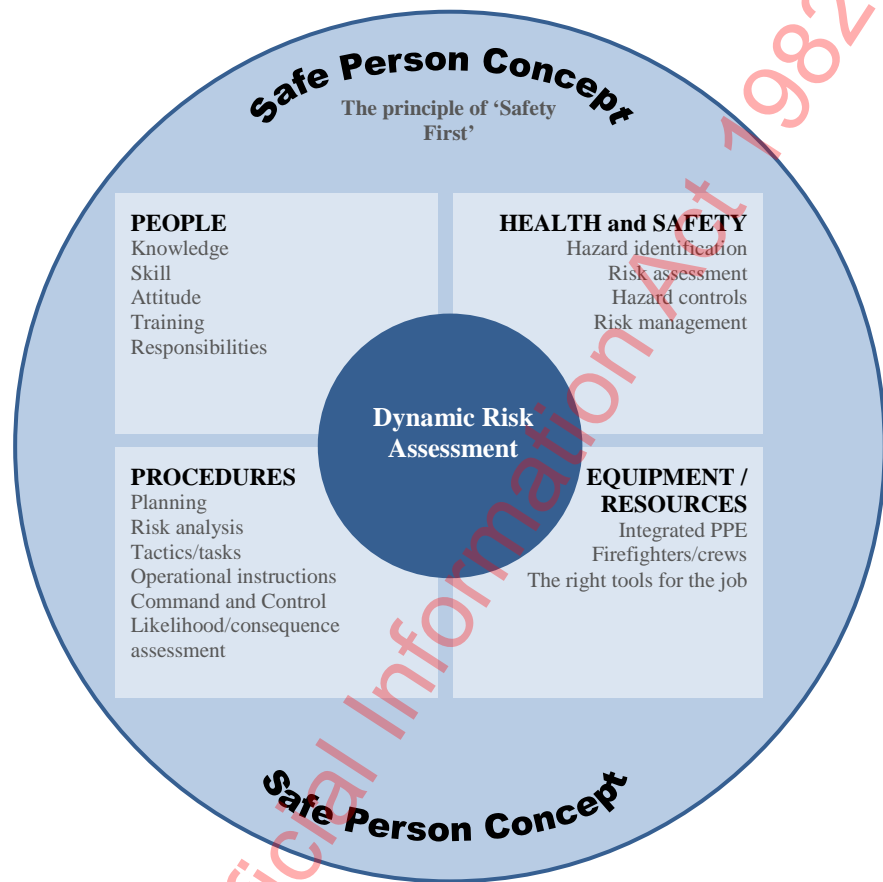 Safe Person Concept
The principle of ‘Safety
First’
PEOPLE
Knowledge
Skill
Attitude
Training
Responsibilities
HEALTH and SAFETY
Hazard identification
Risk assessment
Hazard controls
Risk management
Dynamic Risk
Assessment
PROCEDURES
Planning
Risk analysis
Tactics/tasks
Operational instructions
Command and Control
Likelihood/consequence
assessment
EQUIPMENT /
RESOURCES
Integrated PPE
Firefighters/crews
The right tools for the job
Safe Person Concept
ficial Information Act 1982